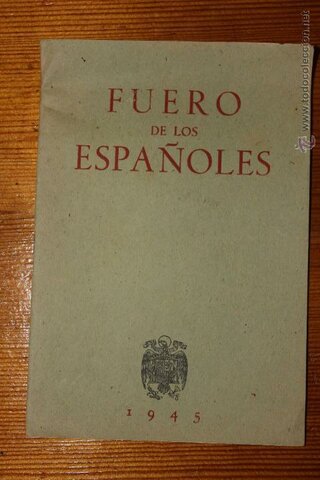 FUERO
DE LOS
ESPAÑOLES
1945
www.todocoleccion.net